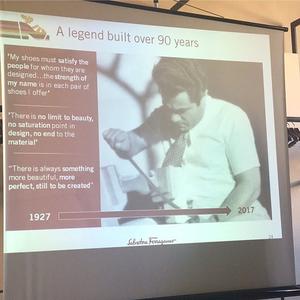 A legend built over 90 years
"My shoes must satisfy the
people for whom they are
designed...the strength of
my name is in each pair of
shoes I offer"
"There is no limit to beauty,
no saturation point in
design, no end to the
material"
"There is always something
more beautiful, more
perfect, still to be created"
1927
2017
Salvatore Ferragamo